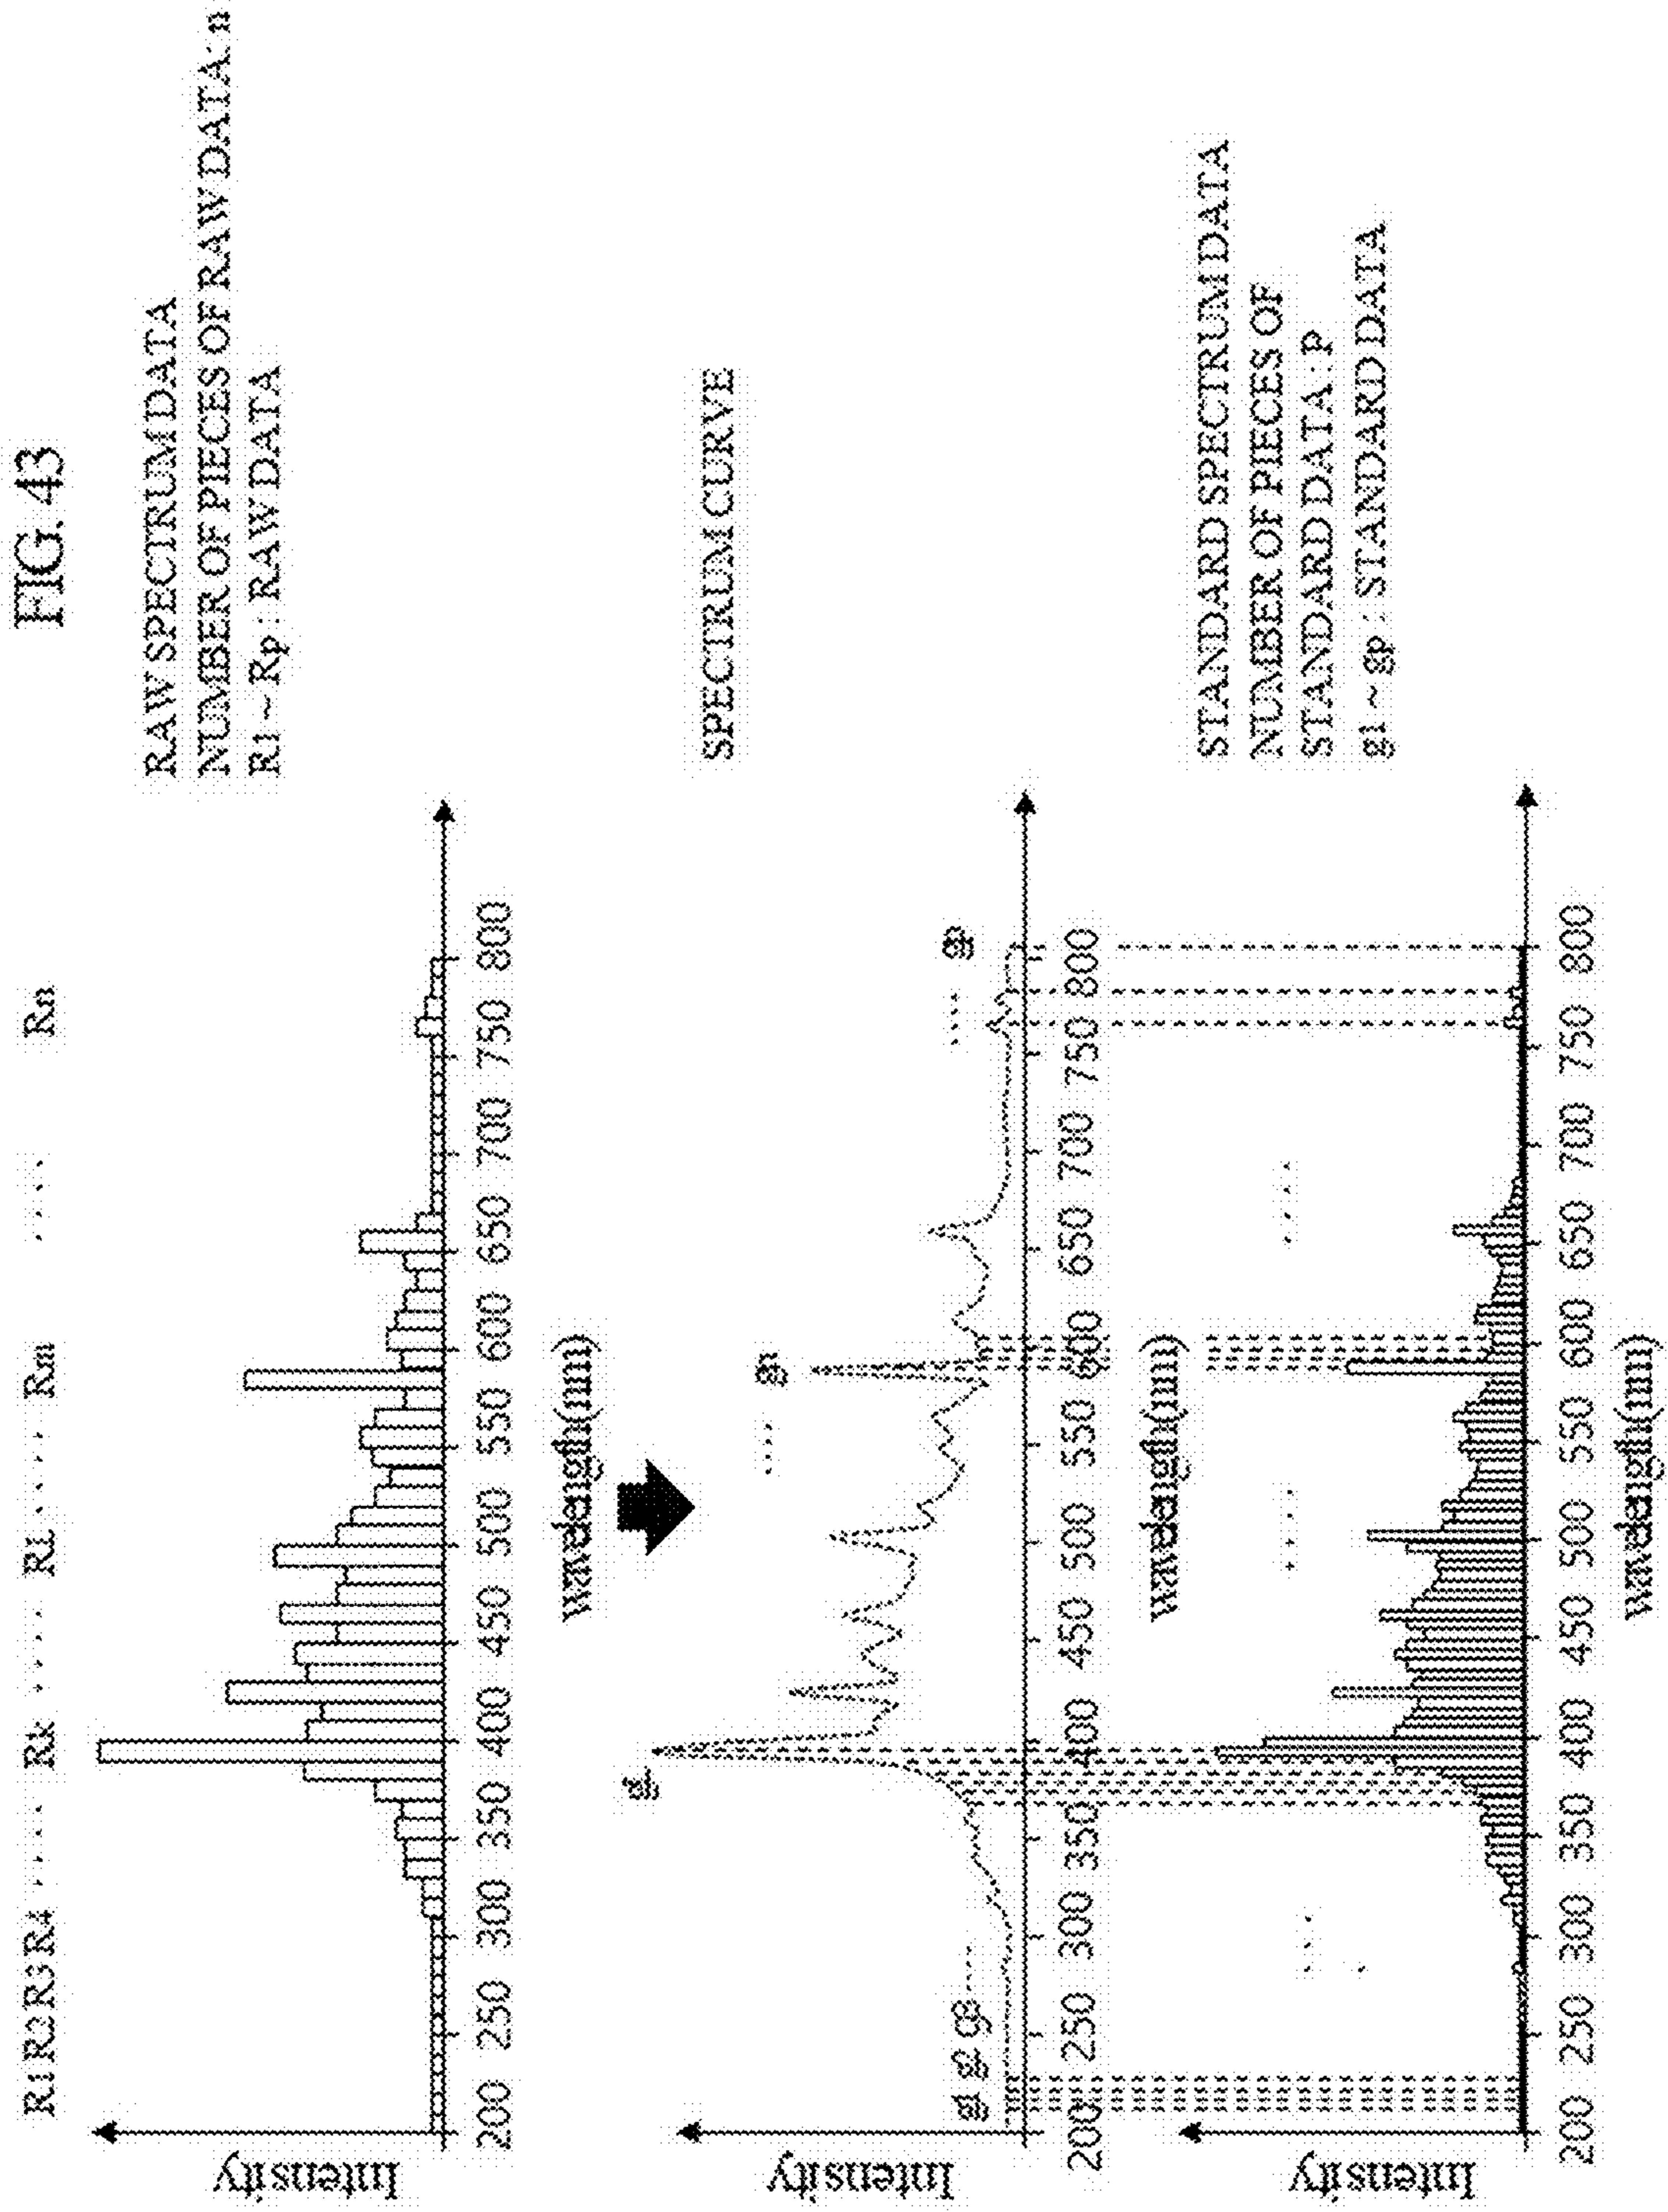 FIG. 43
R1 R2 R3 R4 ..... Rk .... RL ..... Rm ..... Rn
RAW SPECTRUM DATA
NUMBER OF PIECES OF RAW DATA: n
R1 ~ Rp : RAW DATA
Intensity
200 250 300 350 400 450 500 550 600 650 700 750 800
wavelength(nm)
SPECTRUM CURVE
g1 g2 g3 ..... ..... ..... gp
Intensity
200 250 300 350 400 450 500 550 600 650 700 750 800
wavelength(nm)
STANDARD SPECTRUM DATA
NUMBER OF PIECES OF
STANDARD DATA : p
g1 ~ gp : STANDARD DATA
Intensity
200 250 300 350 400 450 500 550 600 650 700 750 800
wavelength(nm)